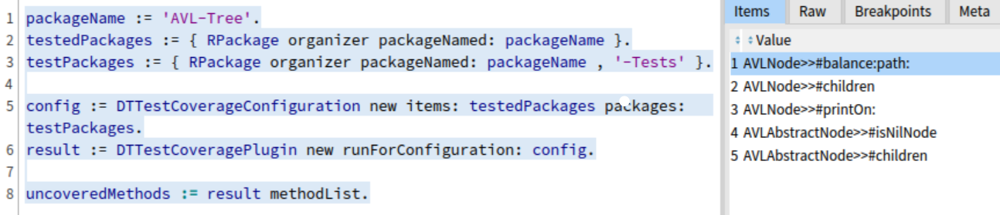 1 packageName := 'AVL-Tree'.
2 testedPackages := { RPackage organizer packageNamed: packageName }.
3 testPackages := { RPackage organizer packageNamed: packageName , '-Tests' }.
4
5 config := DTTestCoverageConfiguration new items: testedPackages packages:
testPackages.
6 result := DTTestCoveragePlugin new runForConfiguration: config.
7
8 uncoveredMethods := result methodList.
Items Raw Breakpoints Meta
Value
1 AVLNode>>#balance:path:
2 AVLNode>>#children
3 AVLNode>>#printOn:
4 AVLAbstractNode>>#isNilNode
5 AVLAbstractNode>>#children